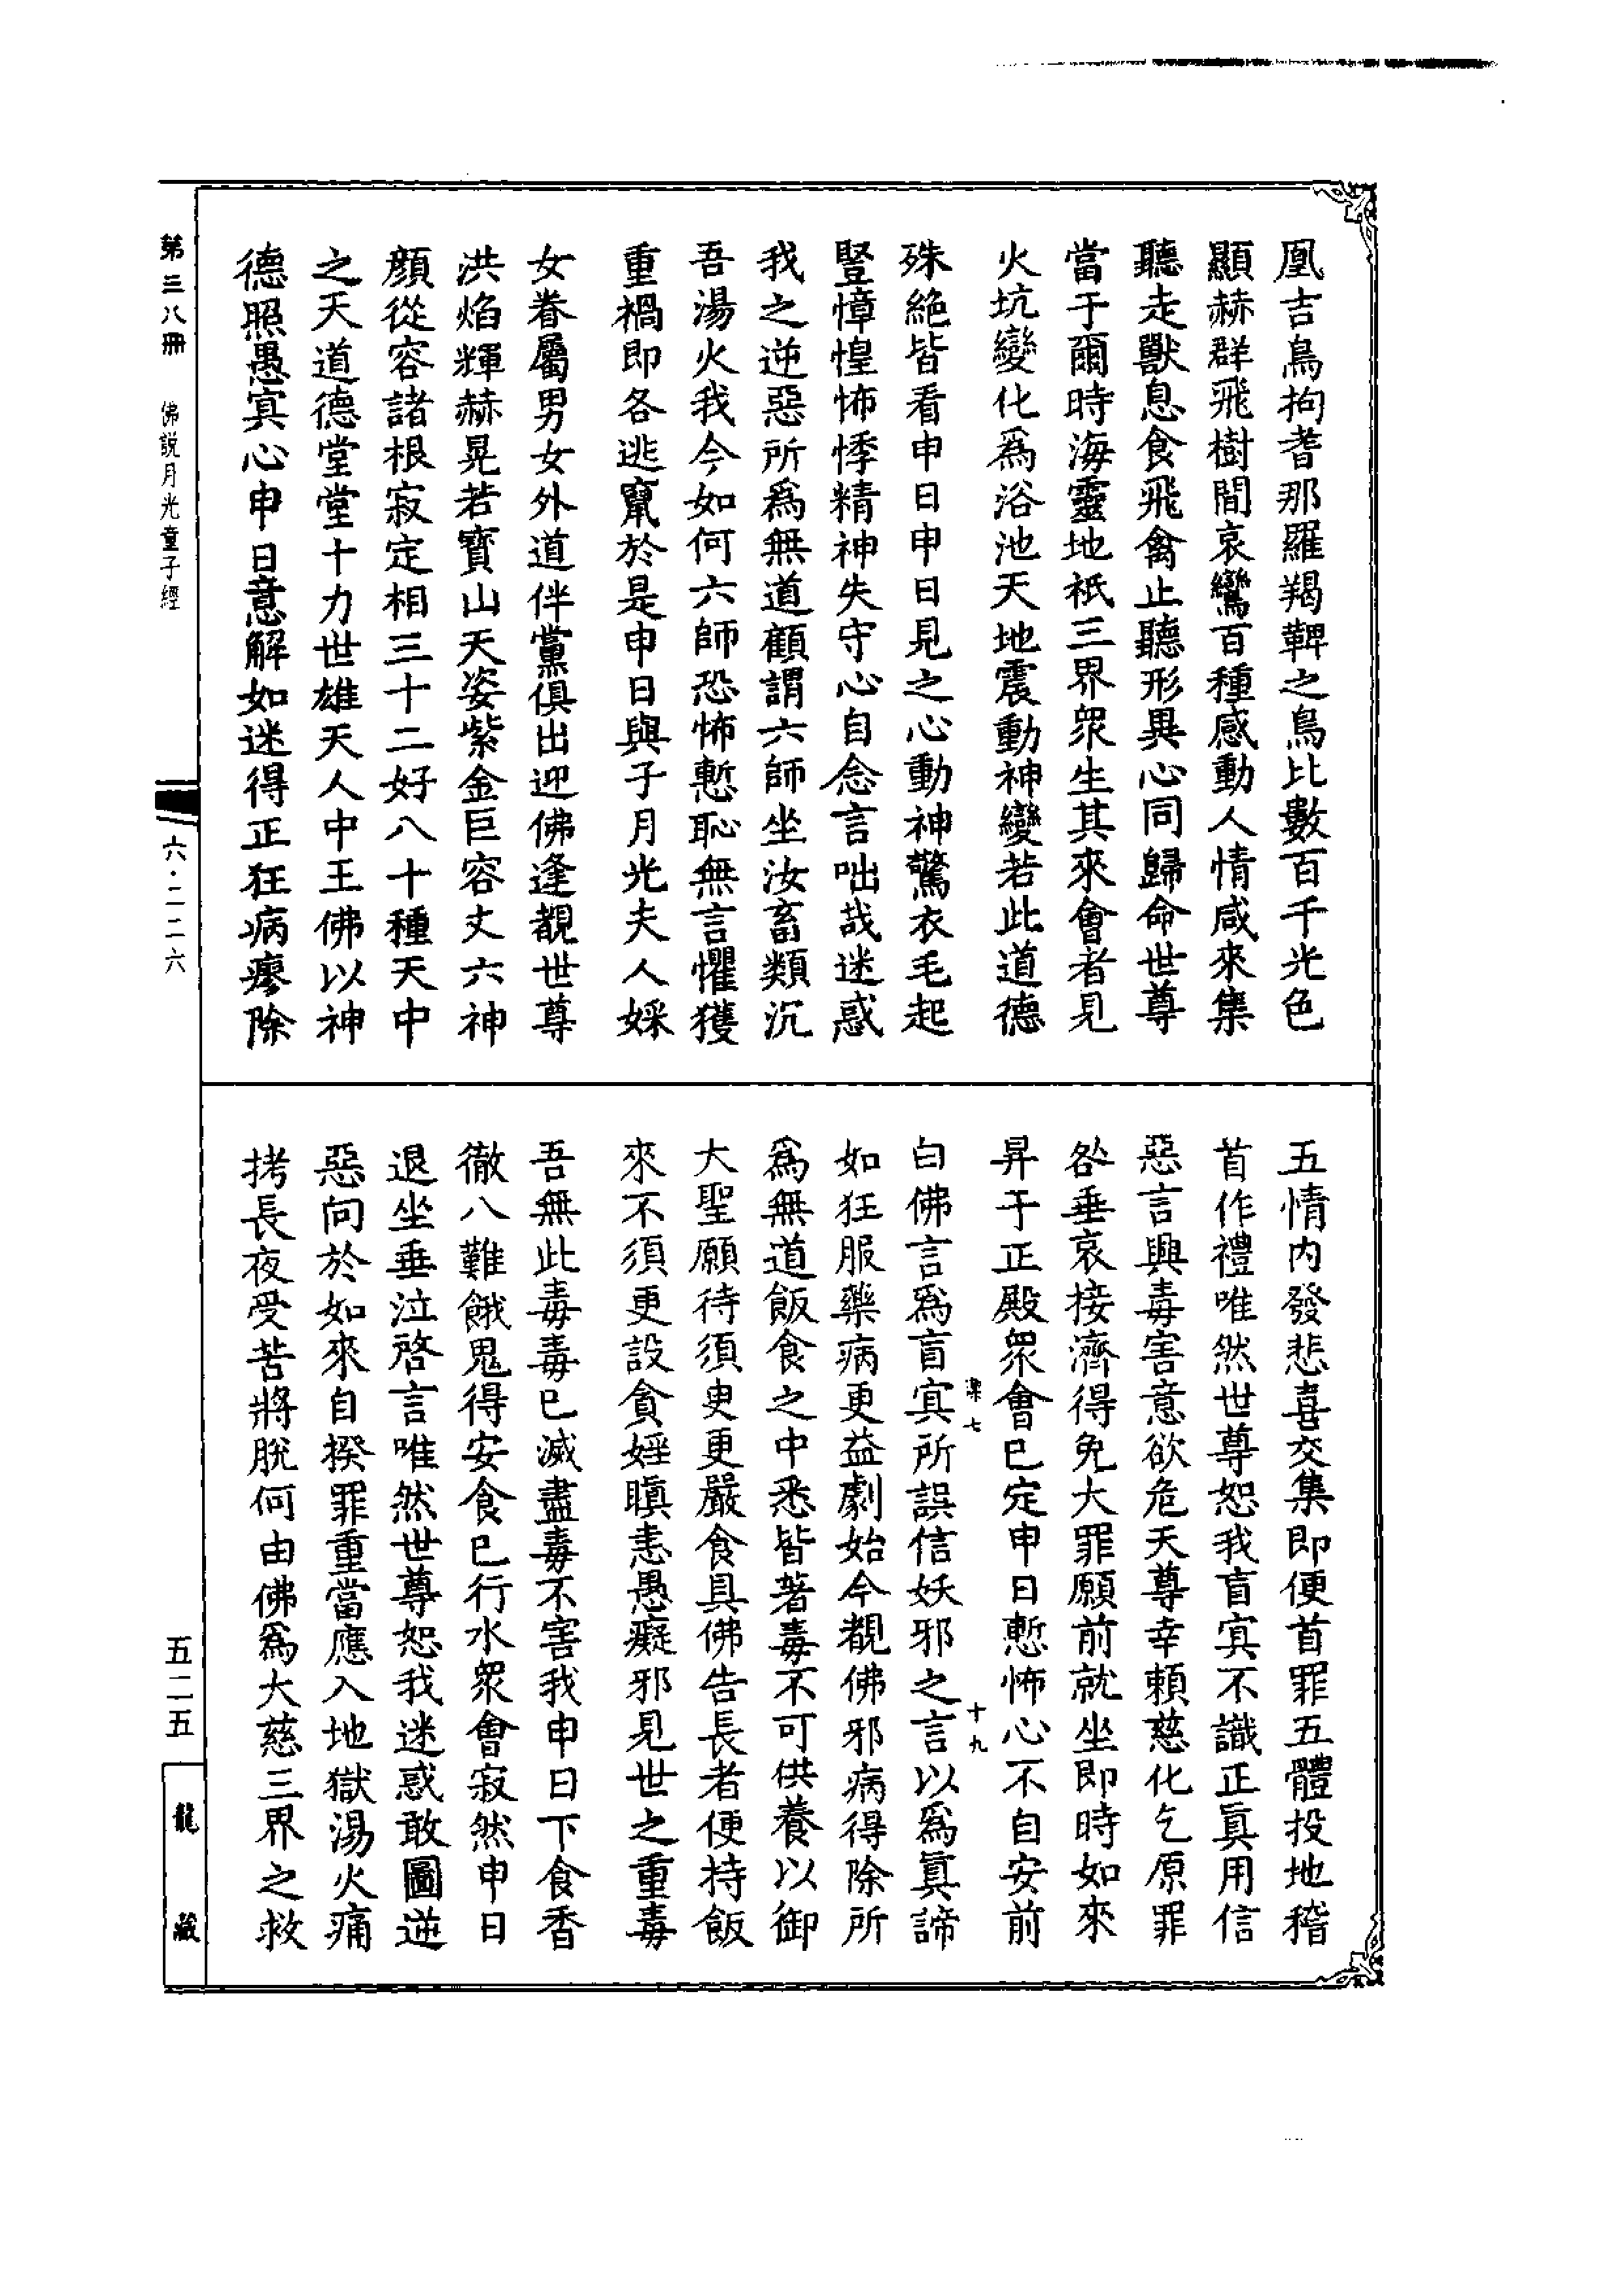 凰吉鳥拘耆那羅羯鞞之鳥比數百千光色
顯赫群飛樹間哀鸞百種感動人情咸來集
聽走獸息食飛禽止聽形異心同歸命世尊
當于爾時海靈地祇三界眾生其來會者見
火坑變化為浴池天地震動神變若此道德
殊絕皆看申日申日見之心動神驚衣毛起
豎慞惶怖悸精神失守心自念言咄哉迷惑
我之逆惡所為無道顧謂六師坐汝畜類沉
吾湯火我今如何六師恐怖慙恥無言懼獲
重禍即各逃竄於是申日與子月光夫人婇
女眷屬男女外道伴黨俱出迎佛逢覩世尊
洪焰輝赫晃若寶山天姿紫金巨容丈六神
顏從容諸根寂定相三十二好八十種天中
之天道德堂堂十力世雄天人中王佛以神
德照愚冥心申日意解如迷得正狂病瘳除
五情內發悲喜交集即便首罪五體投地稽
首作禮唯然世尊恕我盲冥不識正真用信
惡言興毒害意欲危天尊幸賴慈化乞原罪
咎垂哀接濟得免大罪願前就坐即時如來
昇于正殿眾會已定申日慙怖心不自安前
澟七
十九
白佛言為盲冥所誤信妖邪之言以為真諦
如狂服藥病更益劇始今覩佛邪病得除所
為無道飯食之中悉皆著毒不可供養以御
大聖願待須臾更嚴食具佛告長者便持飯
來不須更設貪婬瞋恚愚癡邪見世之重毒
吾無此毒毒已滅盡毒不害我申日下食香
徹八難餓鬼得安食已行水眾會寂然申日
退坐垂泣啓言唯然世尊恕我迷惑敢圖逆
惡向於如來自揆罪重當應入地獄湯火痛
拷長夜受苦將脫何由佛為大慈三界之救
第三八冊 佛說月光童子經
六·二二六
五二五
龍藏